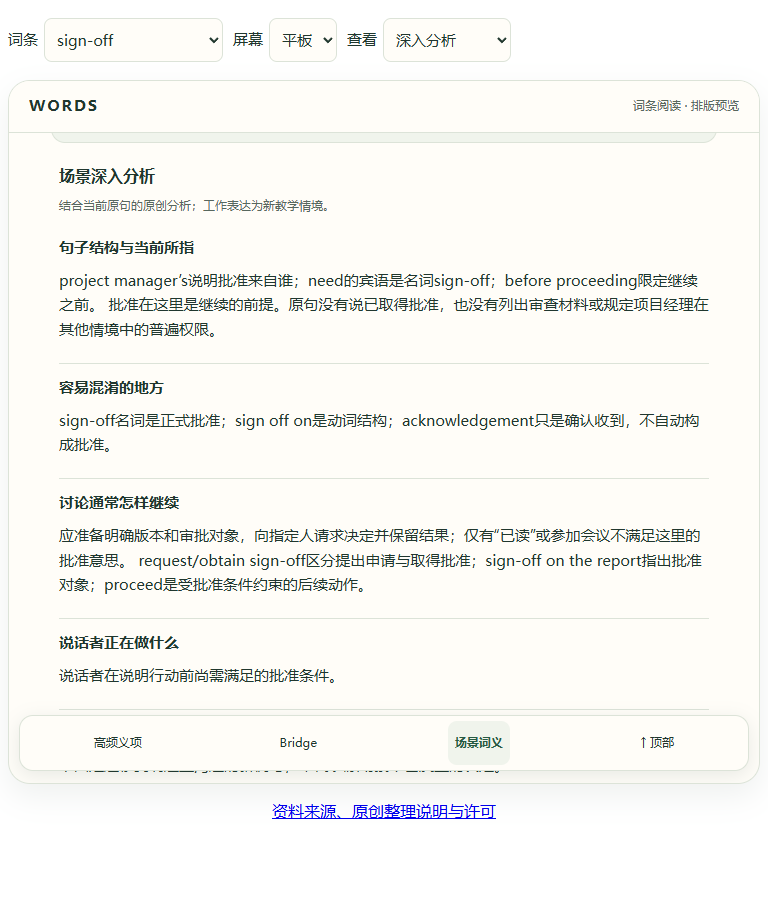 词条 sign-off 屏幕 平板 查看 深入分析
WORDS 词条阅读 · 排版预览
场景深入分析
结合当前原句的原创分析；工作表达为新教学情境。
句子结构与当前所指
project manager’s说明批准来自谁；need的宾语是名词sign-off；before proceeding限定继续
之前。 批准在这里是继续的前提。原句没有说已取得批准，也没有列出审查材料或规定项目经理在
其他情境中的普遍权限。
容易混淆的地方
sign-off名词是正式批准；sign off on是动词结构；acknowledgement只是确认收到，不自动构
成批准。
讨论通常怎样继续
应准备明确版本和审批对象，向指定人请求决定并保留结果；仅有“已读”或参加会议不满足这里的
批准意思。 request/obtain sign-off区分提出申请与取得批准；sign-off on the report指出批准
对象；proceed是受批准条件约束的后续动作。
说话者正在做什么
说话者在说明行动前尚需满足的批准条件。
高频义项 Bridge 场景词义 ↑ 顶部
资料来源、原创整理说明与许可